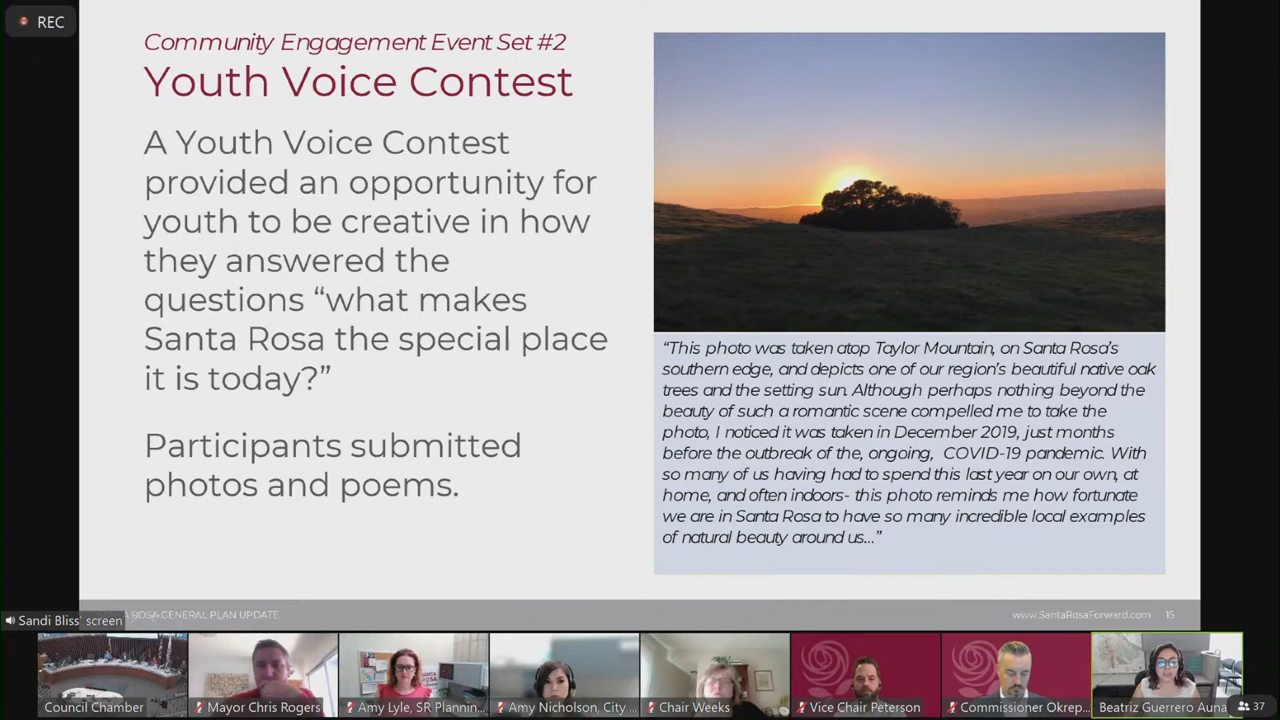 REC
Community Engagement Event Set #2
Youth Voice Contest
A Youth Voice Contest
provided an opportunity for
youth to be creative in how
they answered the
questions “what makes
Santa Rosa the special place
it is today?”
Participants submitted
photos and poems.
“This photo was taken atop Taylor Mountain, on Santa Rosa’s
southern edge, and depicts one of our region’s beautiful native oak
trees and the setting sun. Although perhaps nothing beyond the
beauty of such a romantic scene compelled me to take the
photo, I noticed it was taken in December 2019, just months
before the outbreak of the, ongoing, COVID-19 pandemic. With
so many of us having had to spend this last year on our own, at
home, and often indoors- this photo reminds me how fortunate
we are in Santa Rosa to have so many incredible local examples
of natural beauty around us...”
ROSA GENERAL PLAN UPDATE
www.SantaRosaForward.com 15
Sandi Bliss' screen
Council Chamber
Mayor Chris Rogers
Amy Lyle, SR Plannin...
Amy Nicholson, City ...
Chair Weeks
Vice Chair Peterson
Commissioner Okrep...
Beatriz Guerrero Auna
37